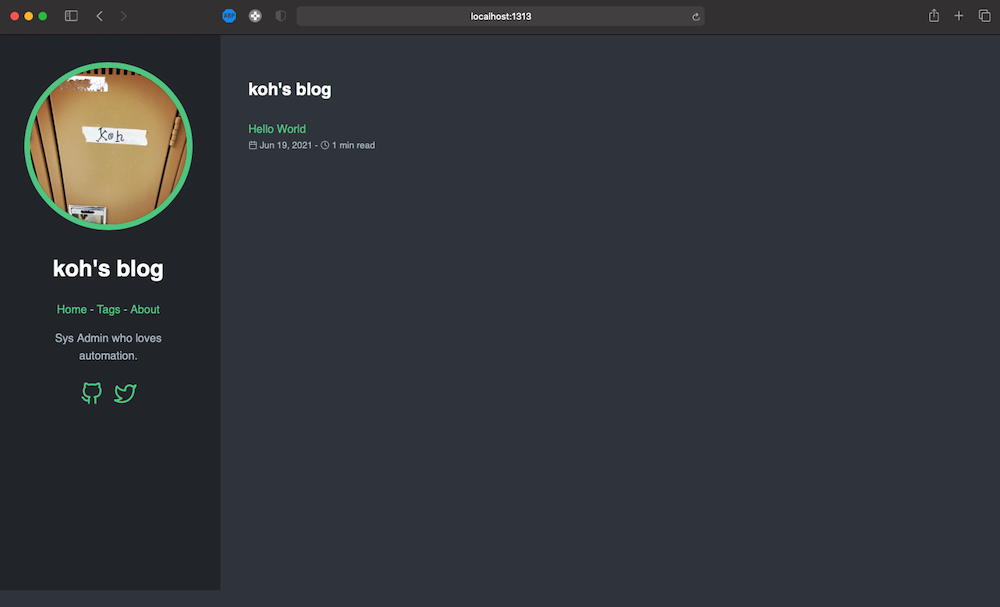 ABP
localhost:1313
koh
koh's blog
Home - Tags - About
Sys Admin who loves
automation.
koh's blog
Hello World
Jun 19, 2021 - 1 min read